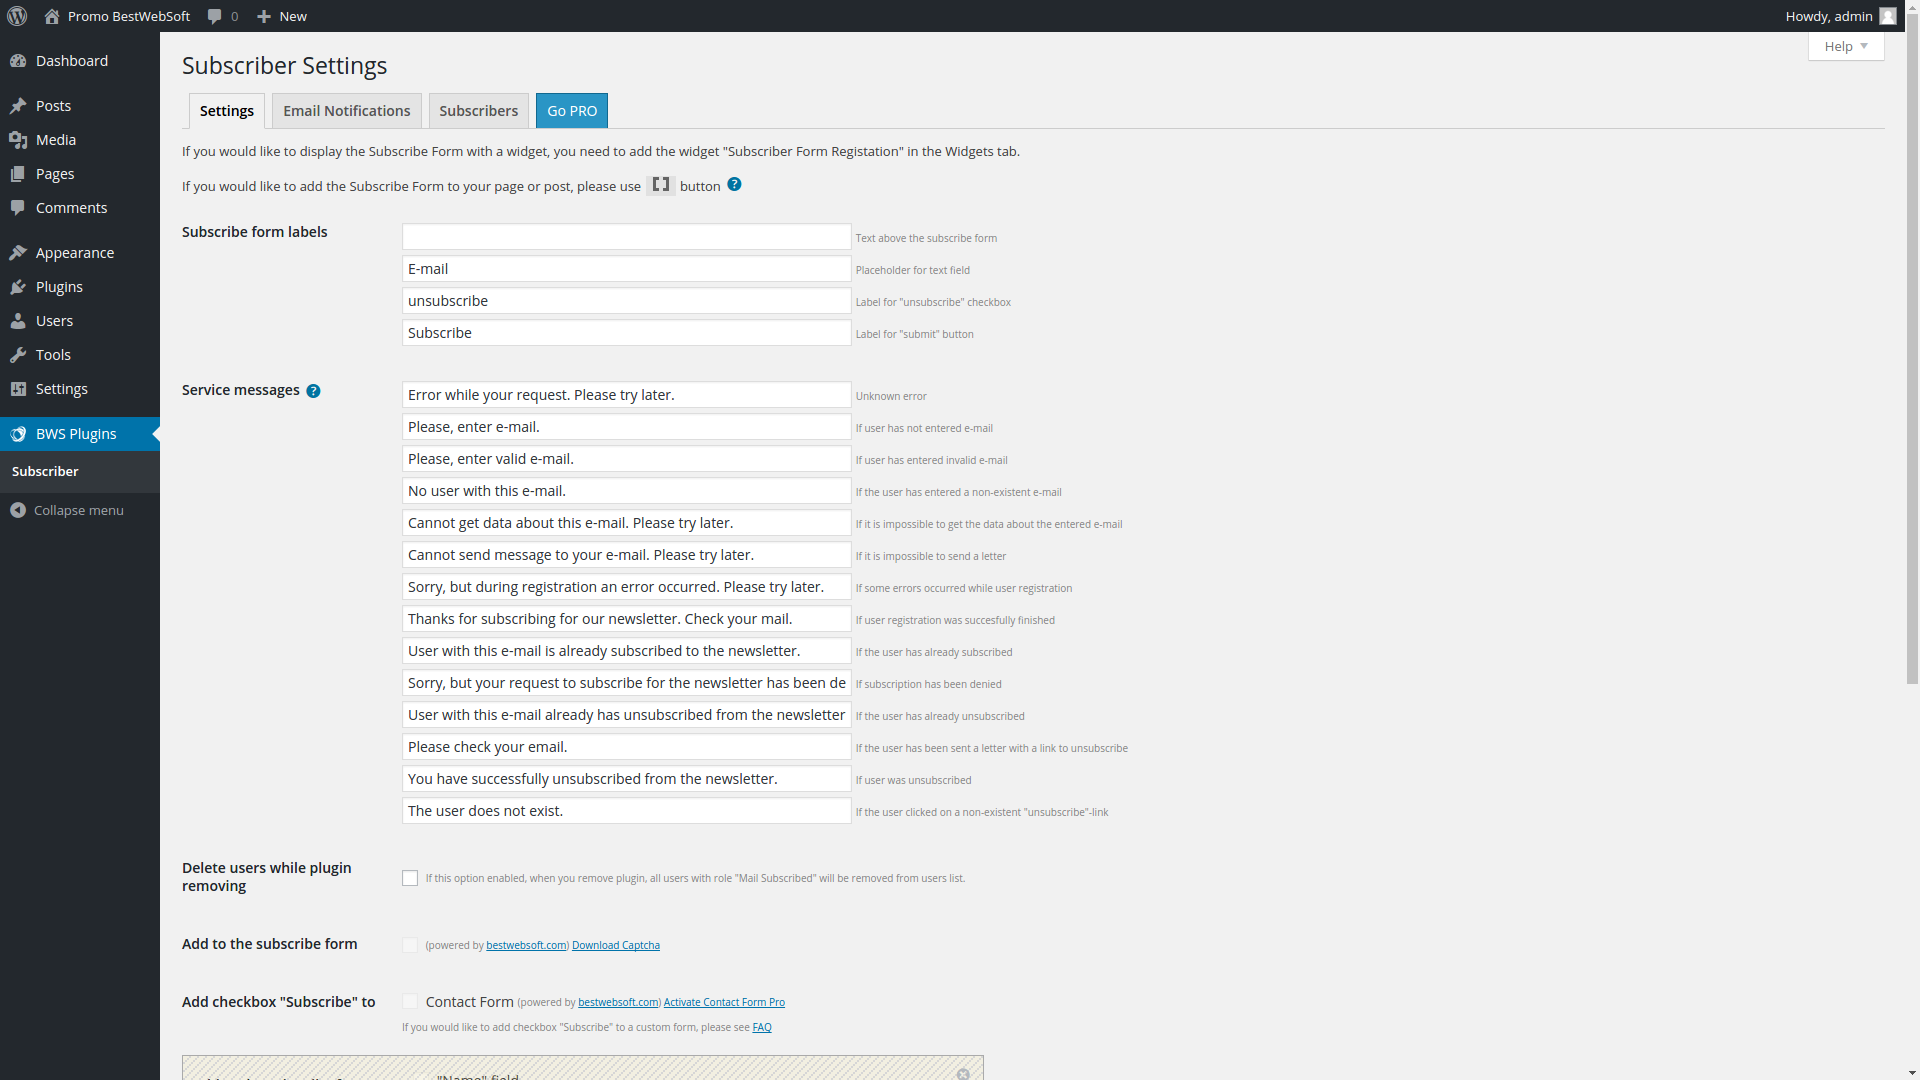 Promo BestWebSoft 0 New Howdy, admin
Help
Dashboard
Posts
Media
Pages
Comments
Appearance
Plugins
Users
Tools
Settings
BWS Plugins
Subscriber
Collapse menu
Subscriber Settings
Settings Email Notifications Subscribers Go PRO
If you would like to display the Subscribe Form with a widget, you need to add the widget "Subscriber Form Registation" in the Widgets tab.
If you would like to add the Subscribe Form to your page or post, please use [ ] button ?
Subscribe form labels
Text above the subscribe form
E-mail Placeholder for text field
unsubscribe Label for "unsubscribe" checkbox
Subscribe Label for "submit" button
Service messages ?
Error while your request. Please try later. Unknown error
Please, enter e-mail. If user has not entered e-mail
Please, enter valid e-mail. If user has entered invalid e-mail
No user with this e-mail. If the user has entered a non-existent e-mail
Cannot get data about this e-mail. Please try later. If it is impossible to get the data about the entered e-mail
Cannot send message to your e-mail. Please try later. If it is impossible to send a letter
Sorry, but during registration an error occurred. Please try later. If some errors occurred while user registration
Thanks for subscribing for our newsletter. Check your mail. If user registration was succesfully finished
User with this e-mail is already subscribed to the newsletter. If the user has already subscribed
Sorry, but your request to subscribe for the newsletter has been de If subscription has been denied
User with this e-mail already has unsubscribed from the newsletter If the user has already unsubscribed
Please check your email. If the user has been sent a letter with a link to unsubscribe
You have successfully unsubscribed from the newsletter. If user was unsubscribed
The user does not exist. If the user clicked on a non-existent "unsubscribe"-link
Delete users while plugin
removing
If this option enabled, when you remove plugin, all users with role "Mail Subscribed" will be removed from users list.
Add to the subscribe form (powered by bestwebsoft.com) Download Captcha
Add checkbox "Subscribe" to Contact Form (powered by bestwebsoft.com) Activate Contact Form Pro
If you would like to add checkbox "Subscribe" to a custom form, please see FAQ
"Name" field